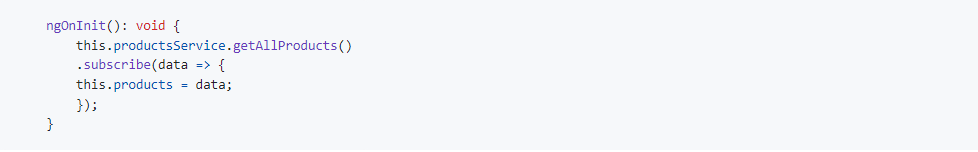 ngOnInit(): void {
this.productsService.getAllProducts()
.subscribe(data => {
this.products = data;
});
}